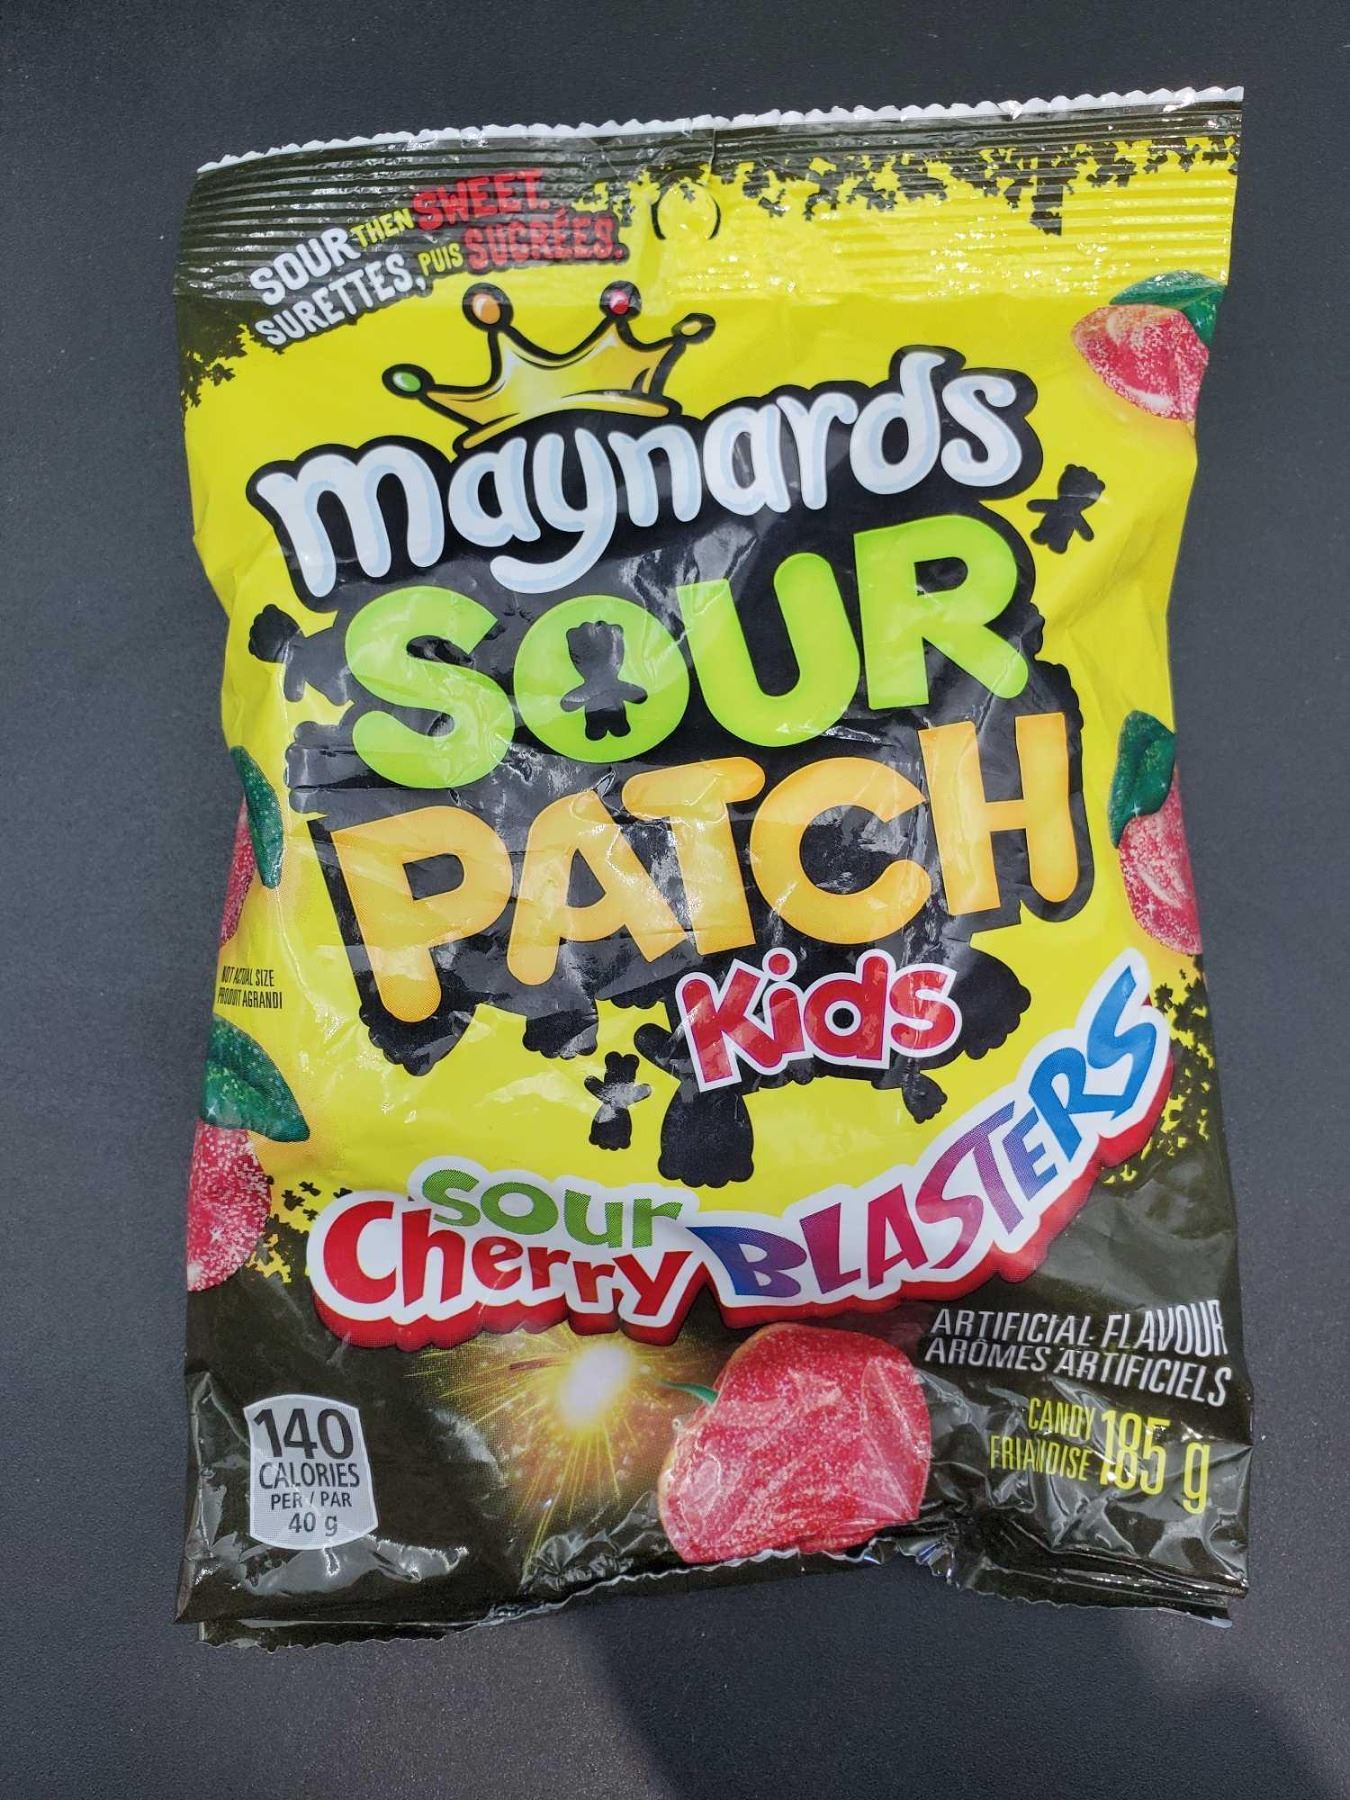 SOUR THEN SWEET.
SURETTES, PUIS SUCRÉES.
maynards
SOUR
PATCH
Kids
NOT ACTUAL SIZE
PRODUIT AGRANDI
sour
Cherry BLASTERS
ARTIFICIAL FLAVOUR
ARÔMES ARTIFICIELS
CANDY
FRIANDISE 185 g
140
CALORIES
PER / PAR
40 g